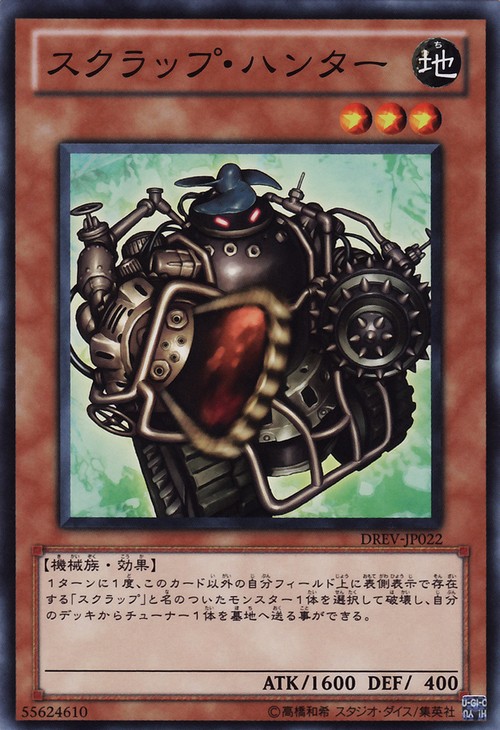 スクラップ・ハンター
地
DREV-JP022
【機械族・効果】
1ターンに1度、このカード以外の自分フィールド上に表側表示で存在
する「スクラップ」と名のついたモンスター1体を選択して破壊し、自分
のデッキからチューナー1体を墓地へ送る事ができる。
ATK/1600 DEF/ 400
55624610
©高橋和希 スタジオ・ダイス/集英社